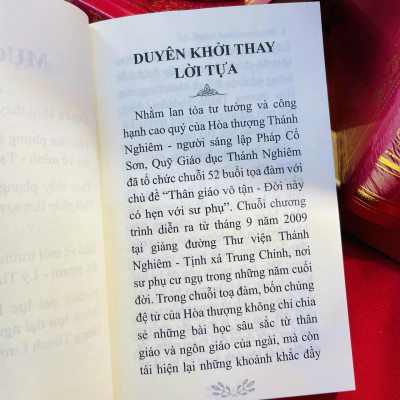 DUYÊN KHỞI THAY
LỜI TỰA
Nhằm lan tỏa tư tưởng và công
hạnh cao quý của Hòa thượng Thánh
Nghiêm - người sáng lập Pháp Cổ
Sơn, Quỹ Giáo dục Thánh Nghiêm
đã tổ chức chuỗi 52 buổi tọa đàm với
chủ đề “Thân giáo vô tận - Đời này
có hẹn với sư phụ”. Chuỗi chương
trình diễn ra từ tháng 9 năm 2009
tại giảng đường Thư viện Thánh
Nghiêm - Tịnh xá Trung Chính, nơi
sư phụ cư ngụ trong những năm cuối
đời. Trong chuỗi toạ đàm, bốn chúng
đệ tử của Hòa thượng không chỉ chia
sẻ những bài học sâu sắc từ thân
giáo và ngôn giáo của ngài, mà còn
tái hiện lại những khoảnh khắc đầy